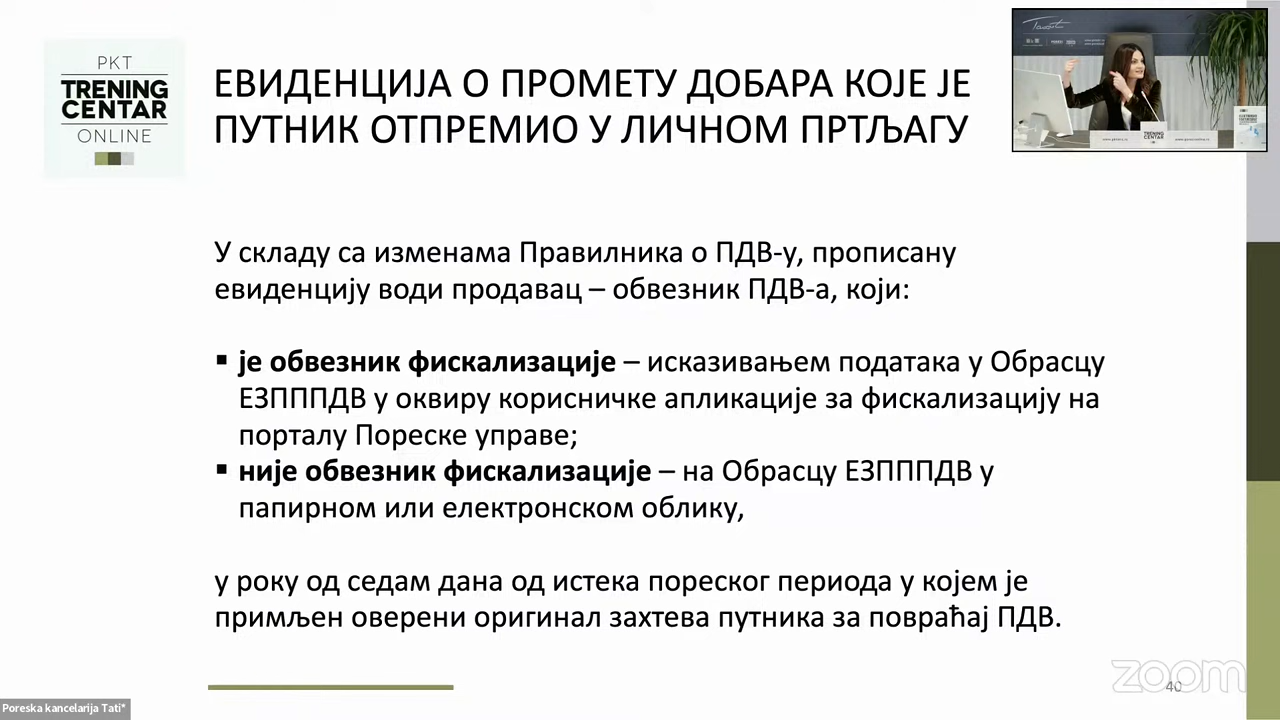 PKT
TRENING
CENTAR
ONLINE
ЕВИДЕНЦИЈА О ПРОМЕТУ ДОБАРА КОЈЕ ЈЕ
ПУТНИК ОТПРЕМИО У ЛИЧНОМ ПРТЉАГУ
У складу са изменама Правилника о ПДВ-у, прописану
евиденцију води продавац – обвезник ПДВ-а, који:
▪ је обвезник фискализације – исказивањем података у Обрасцу
ЕЗПППДВ у оквиру корисничке апликације за фискализацију на
порталу Пореске управе;
▪ није обвезник фискализације – на Обрасцу ЕЗПППДВ у
папирном или електронском облику,
у року од седам дана од истека пореског периода у којем је
примљен оверени оригинал захтева путника за повраћај ПДВ.
40
zoom
Poreska kancelarija Tati*
TRENING
CENTAR